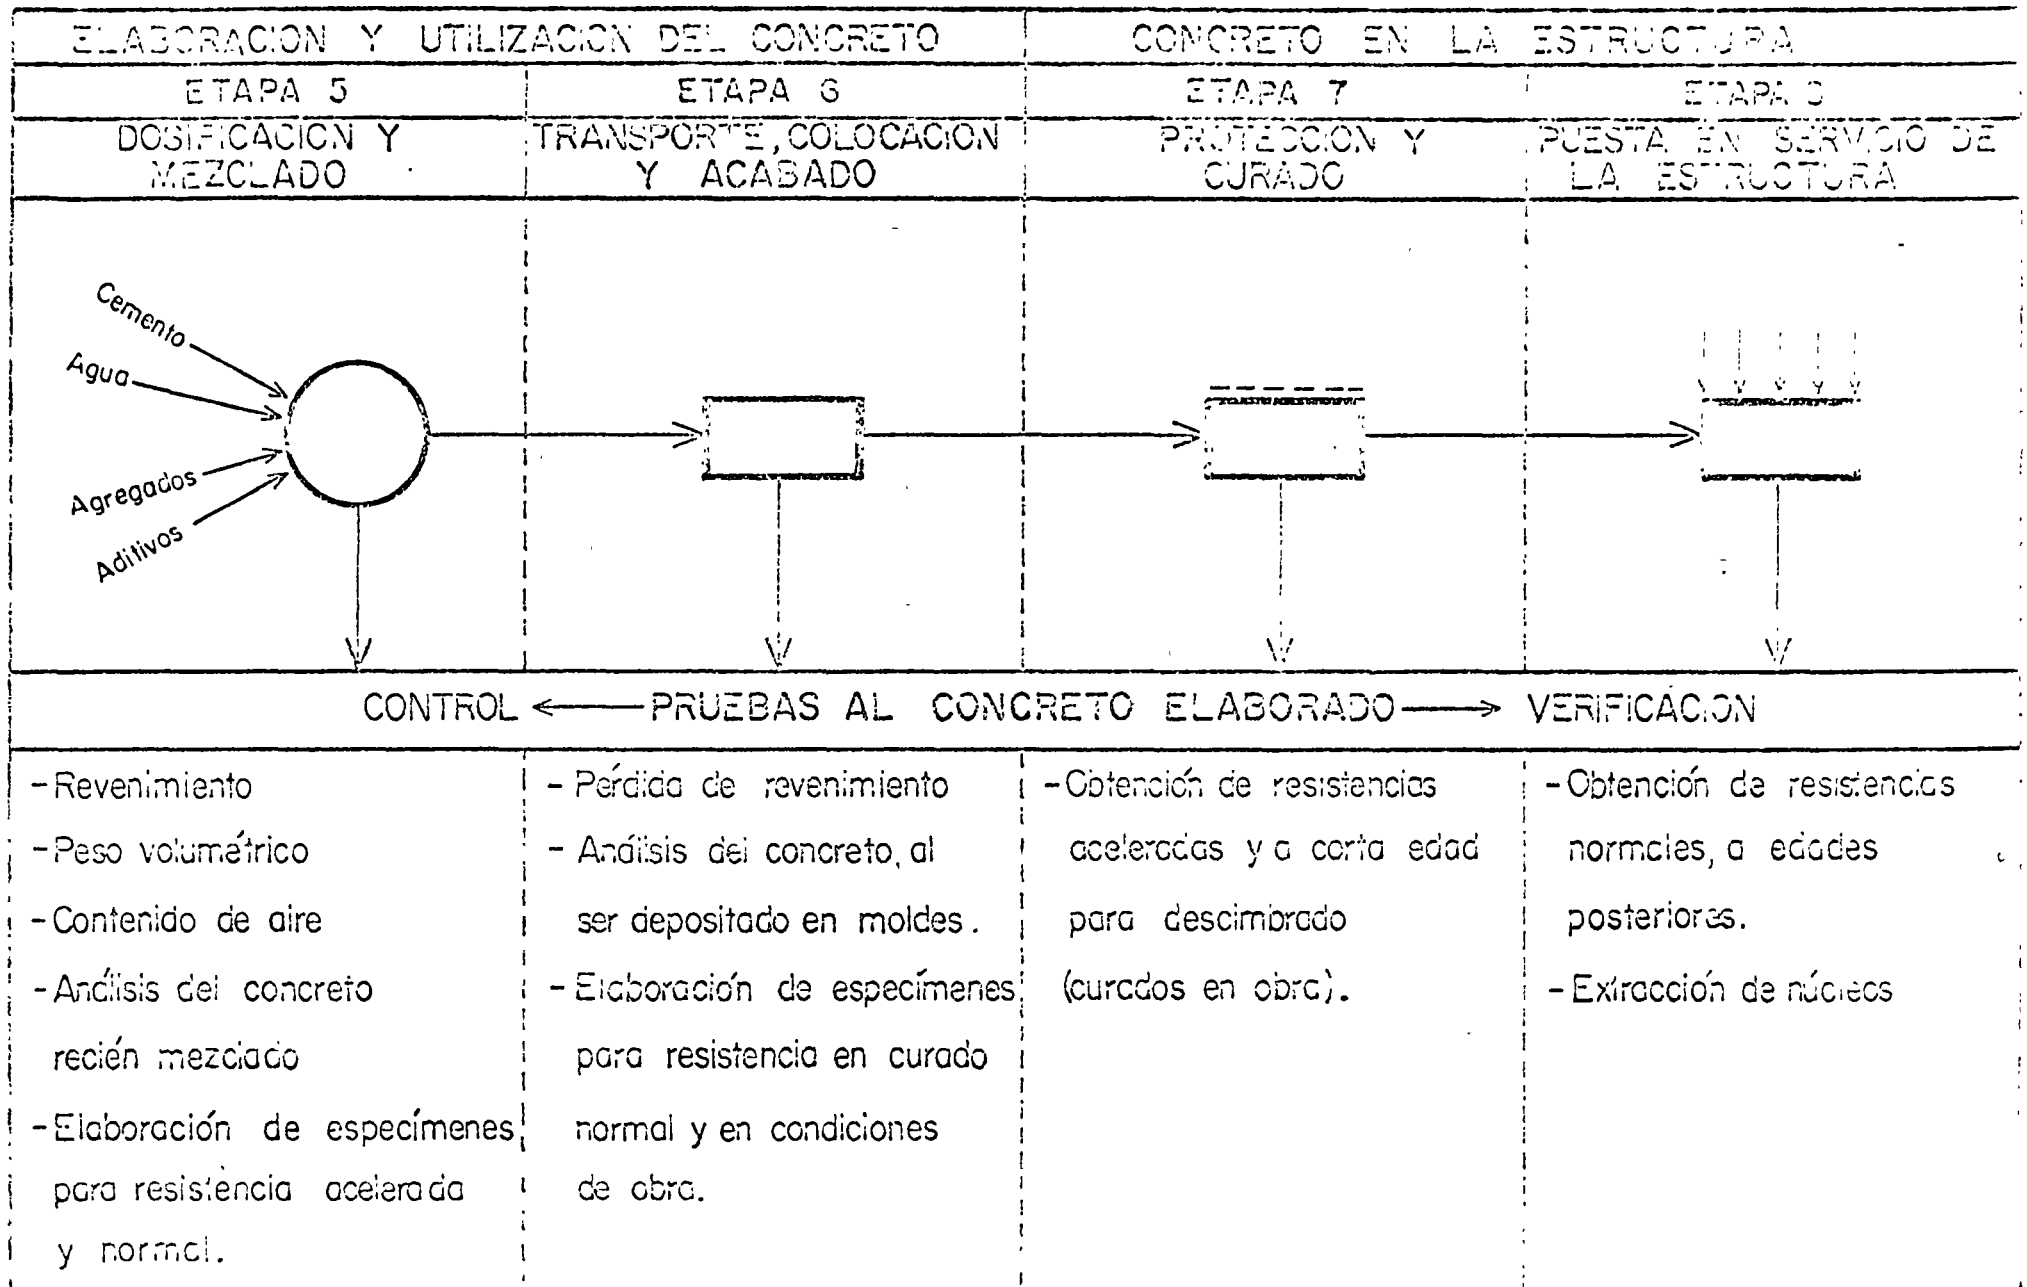 ELABORACION Y UTILIZACION DEL CONCRETO
CONCRETO EN LA ESTRUCTURA
ETAPA 5
ETAPA 6
ETAPA 7
ETAPA 8
DOSIFICACION Y
MEZCLADO
TRANSPORTE, COLOCACION
Y ACABADO
PROTECCION Y
CURADO
PUESTA EN SERVICIO DE
LA ESTRUCTURA
Cemento
Agua
Agregados
Aditivos
CONTROL ← PRUEBAS AL CONCRETO ELABORADO → VERIFICACION
- Revenimiento
- Peso volumétrico
- Contenido de aire
- Análisis del concreto
recién mezclado
- Elaboración de especímenes
para resistencia acelerada
y normal.
- Pérdida de revenimiento
- Análisis del concreto, al
ser depositado en moldes.
- Elaboración de especímenes
para resistencia en curado
normal y en condiciones
de obra.
- Obtención de resistencias
aceleradas y a corta edad
para descimbrado
(curados en obra).
- Obtención de resistencias
normales, a edades
posteriores.
- Extracción de núcleos